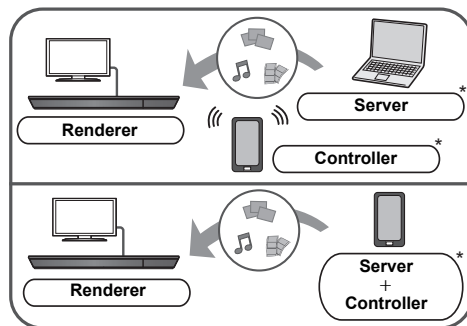 *
Server
Renderer
*
Controller
*
Server
+
Controller
Renderer